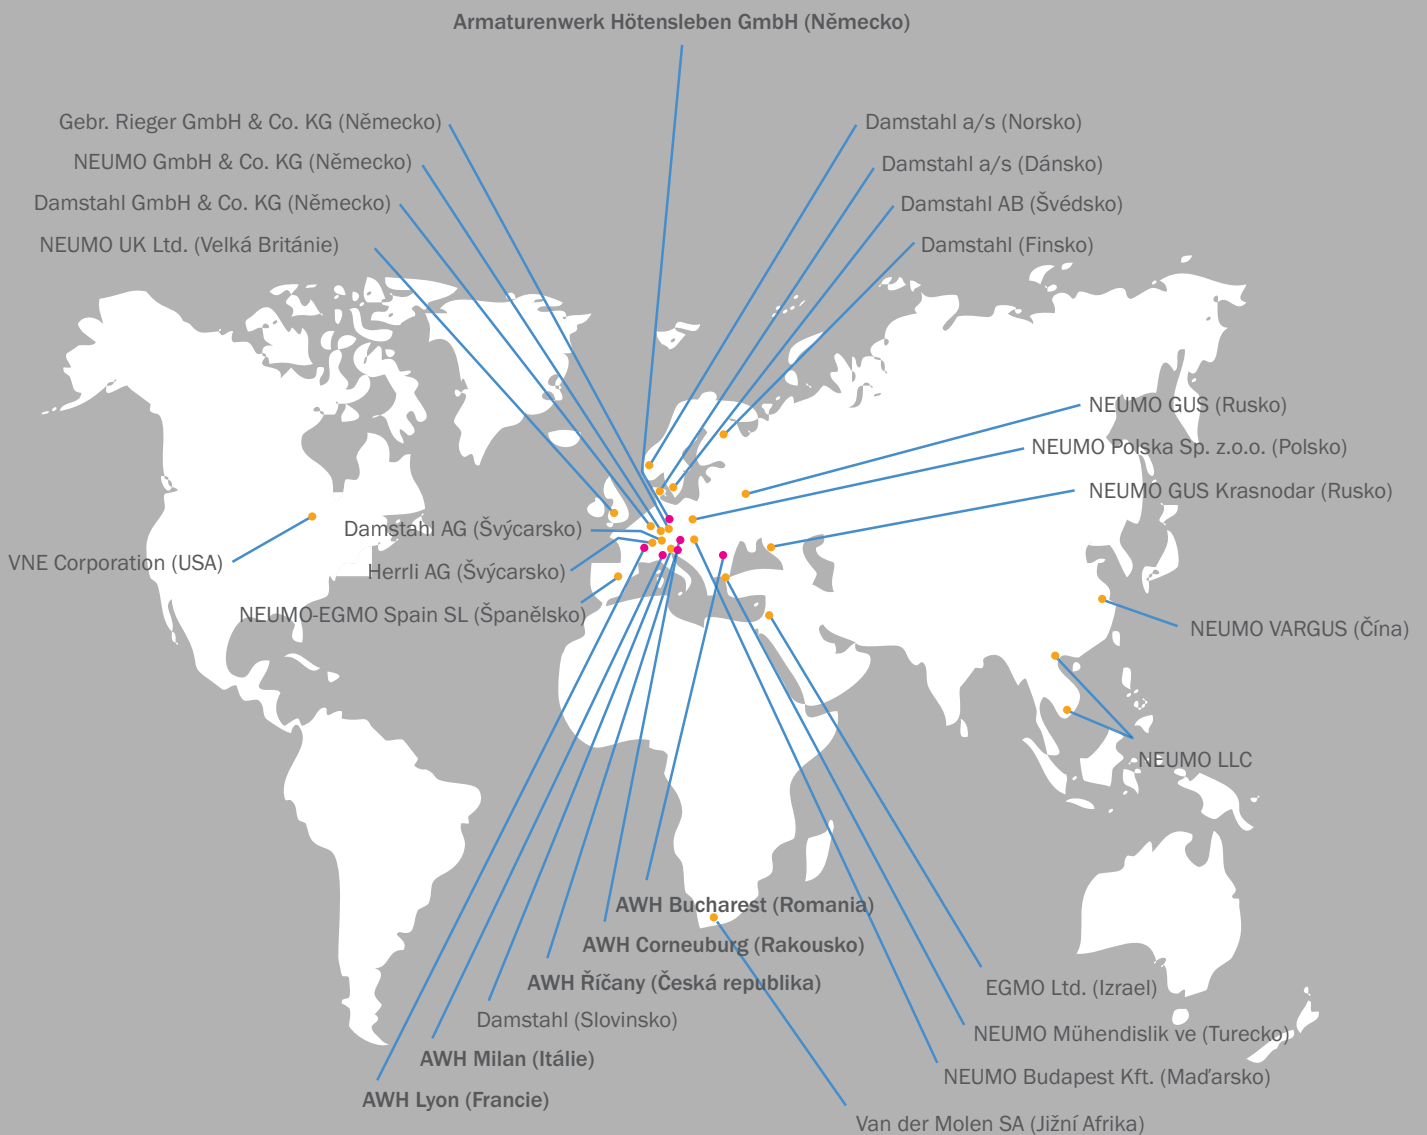 Armaturenwerk Hötensleben GmbH (Německo)
Gebr. Rieger GmbH & Co. KG (Německo)
NEUMO GmbH & Co. KG (Německo)
Damstahl GmbH & Co. KG (Německo)
NEUMO UK Ltd. (Velká Británie)
Damstahl a/s (Norsko)
Damstahl a/s (Dánsko)
Damstahl AB (Švédsko)
Damstahl (Finsko)
NEUMO GUS (Rusko)
NEUMO Polska Sp. z.o.o. (Polsko)
NEUMO GUS Krasnodar (Rusko)
Damstahl AG (Švýcarsko)
VNE Corporation (USA)
Herrli AG (Švýcarsko)
NEUMO-EGMO Spain SL (Španělsko)
NEUMO VARGUS (Čína)
NEUMO LLC
AWH Bucharest (Romania)
AWH Corneuburg (Rakousko)
AWH Říčany (Česká republika)
Damstahl (Slovinsko)
AWH Milan (Itálie)
AWH Lyon (Francie)
EGMO Ltd. (Izrael)
NEUMO Mühendislik ve (Turecko)
NEUMO Budapest Kft. (Maďarsko)
Van der Molen SA (Jižní Afrika)